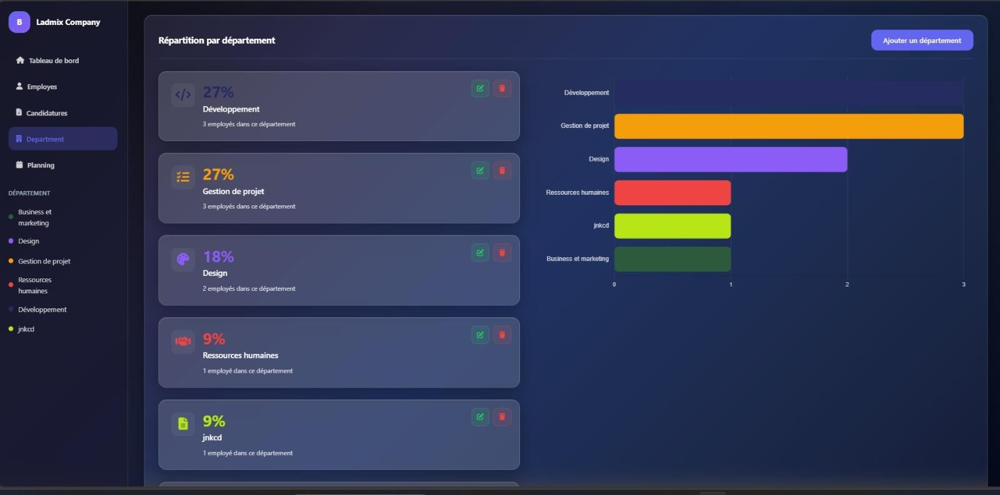 B
Ladmix Company
Tableau de bord
Employes
Candidatures
Department
Planning
DÉPARTEMENT
Business et
marketing
Design
Gestion de projet
Ressources
humaines
Développement
jnkcd
Répartition par département
Ajouter un département
27%
Développement
3 employés dans ce département
27%
Gestion de projet
3 employés dans ce département
18%
Design
2 employés dans ce département
9%
Ressources humaines
1 employé dans ce département
9%
jnkcd
1 employé dans ce département
Développement
Gestion de projet
Design
Ressources humaines
jnkcd
Business et marketing
0 1 2 3